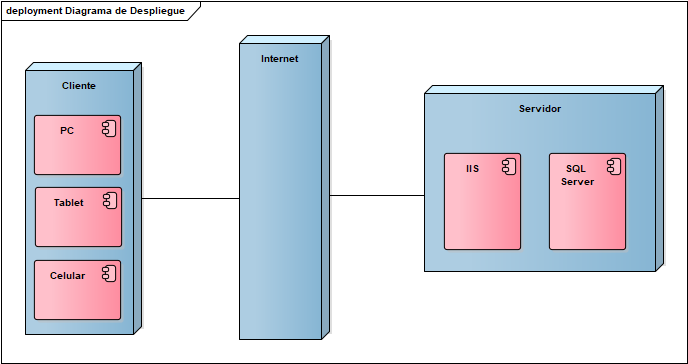 deployment Diagrama de Despliegue
Cliente
PC
Tablet
Celular
Internet
Servidor
IIS
SQL
Server